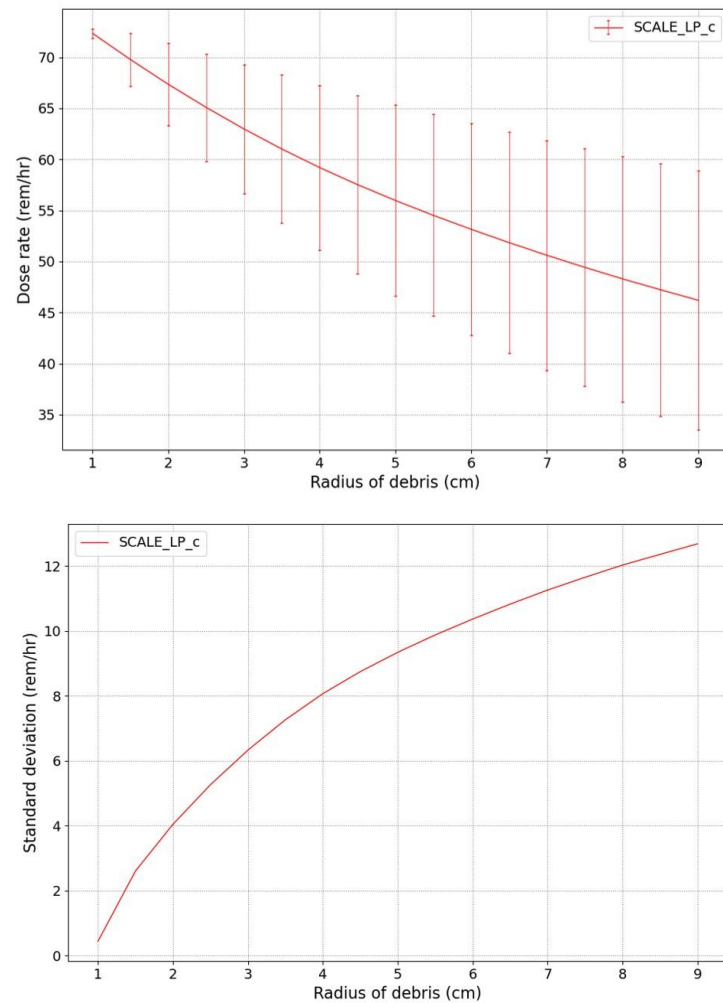 SCALE_LP_c
70
65
60
55
50
45
40
35
Dose rate (rem/hr)
1 2 3 4 5 6 7 8 9
Radius of debris (cm)
SCALE_LP_c
12
10
8
6
4
2
0
Standard deviation (rem/hr)
1 2 3 4 5 6 7 8 9
Radius of debris (cm)